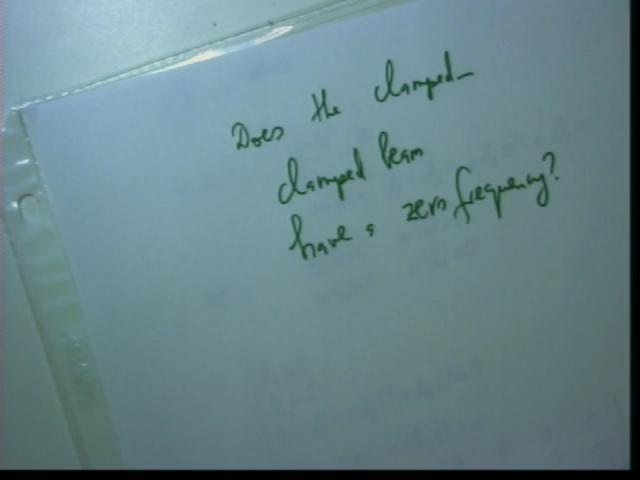 Does the clamped-
clamped beam
have a zero frequency?